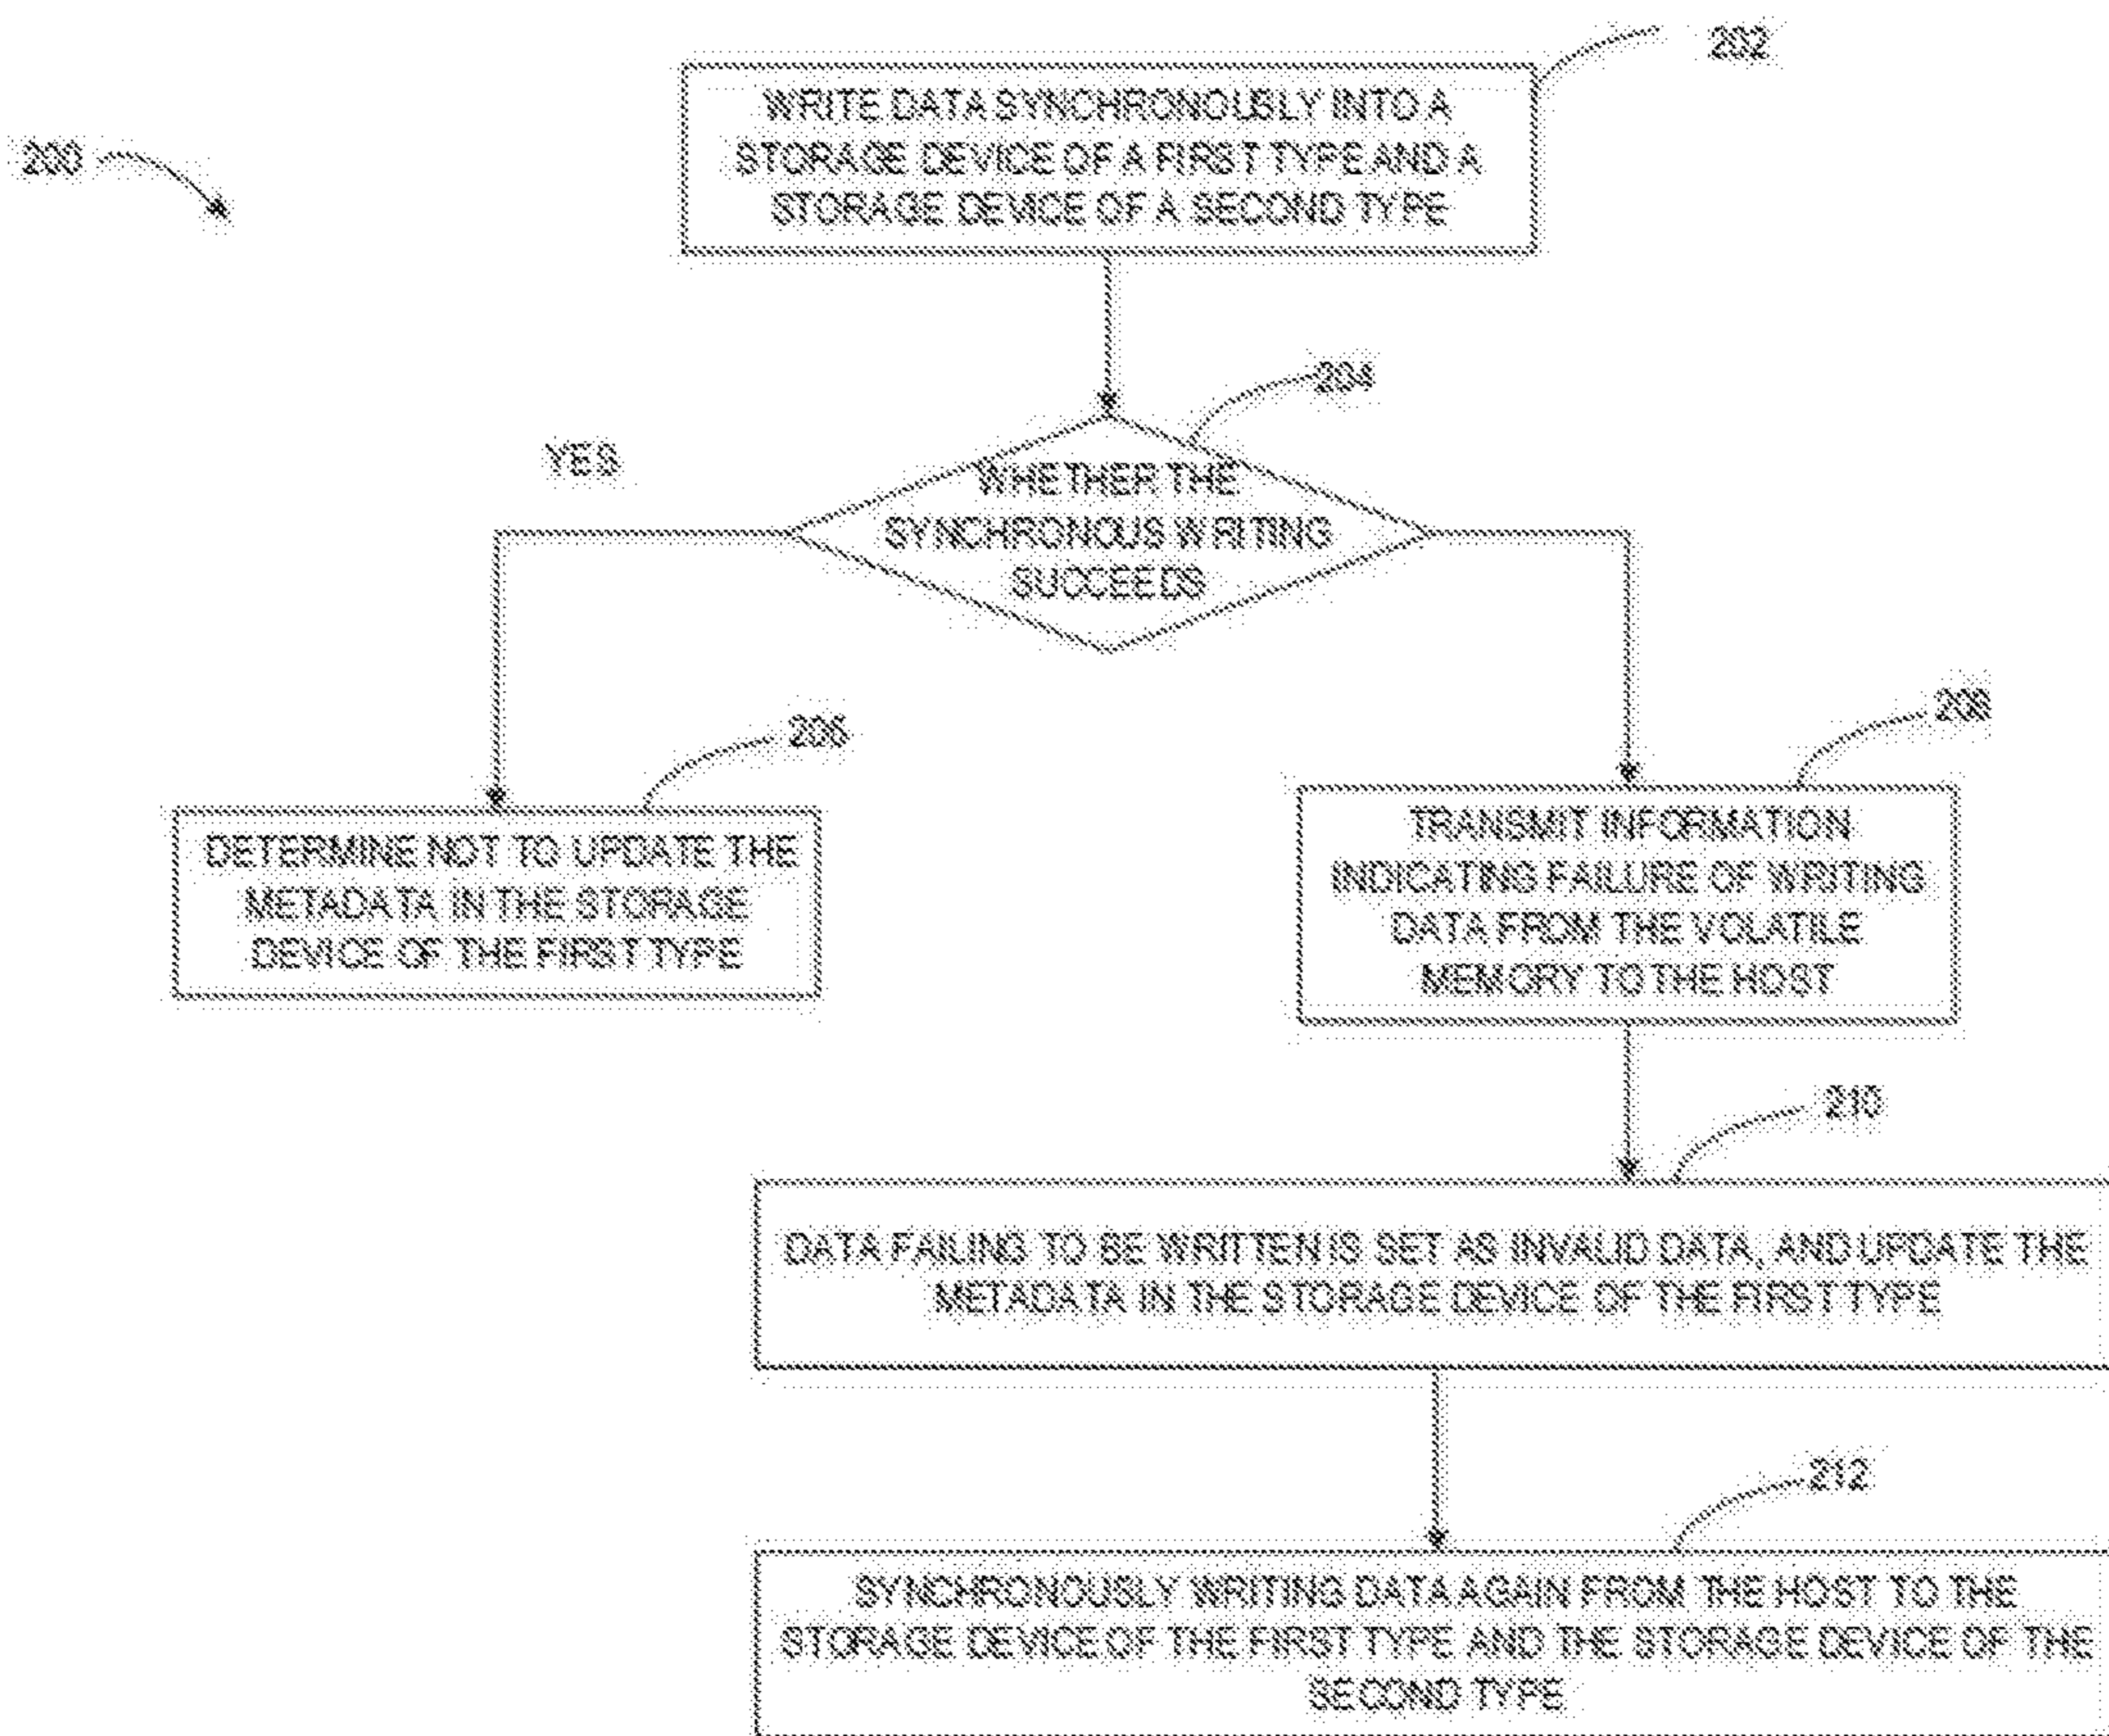 202
WRITE DATA SYNCHRONOUSLY INTO A
STORAGE DEVICE OF A FIRST TYPE AND A
STORAGE DEVICE OF A SECOND TYPE
200
204
YES
WHETHER THE
SYNCHRONOUS WRITING
SUCCEEDS
206
208
DETERMINE NOT TO UPDATE THE
METADATA IN THE STORAGE
DEVICE OF THE FIRST TYPE
TRANSMIT INFORMATION
INDICATING FAILURE OF WRITING
DATA FROM THE VOLATILE
MEMORY TO THE HOST
210
DATA FAILING TO BE WRITTEN IS SET AS INVALID DATA, AND UPDATE THE
METADATA IN THE STORAGE DEVICE OF THE FIRST TYPE
212
SYNCHRONOUSLY WRITING DATA AGAIN FROM THE HOST TO THE
STORAGE DEVICE OF THE FIRST TYPE AND THE STORAGE DEVICE OF THE
SECOND TYPE